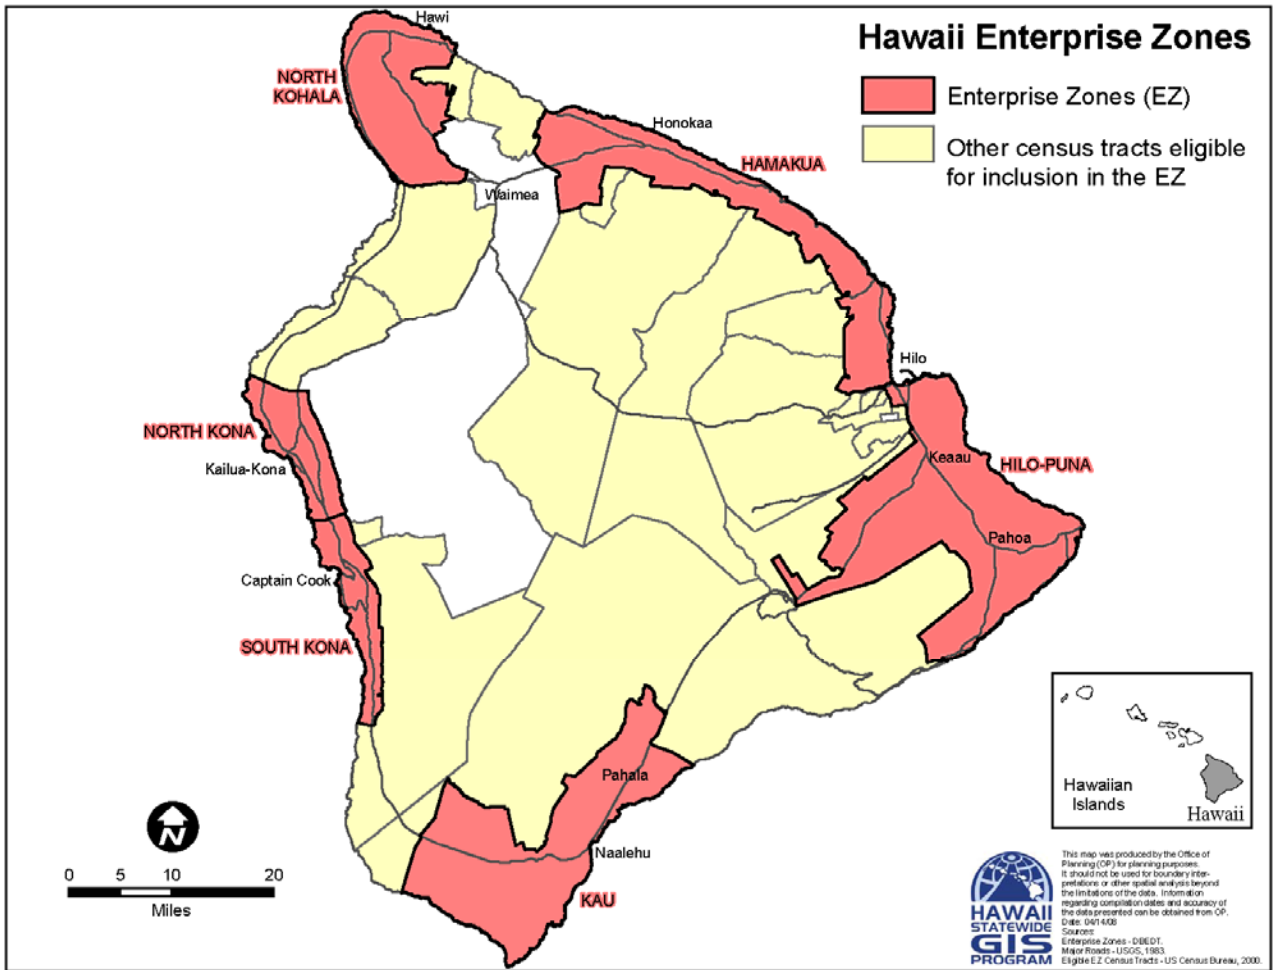 Hawaii Enterprise Zones
Enterprise Zones (EZ)
Other census tracts eligible
for inclusion in the EZ
Hawi
NORTH
KOHALA
Honokaa
HAMAKUA
Waimea
Hilo
NORTH KONA
Keaau
HILO-PUNA
Kailua-Kona
Pahoa
Captain Cook
SOUTH KONA
Pahala
Naalehu
KAU
N
0 5 10 20
Miles
Hawaiian
Islands
Hawaii
HAWAII
STATEWIDE
GIS
PROGRAM
This map was produced by the Office of
Planning (OP) for planning purposes.
It should not be used for boundary inter-
pretations or other spatial analysis beyond
the limitations of the data. Information
regarding compilation dates and accuracy of
the data presented can be obtained from OP.
Date: 04/14/08
Sources:
Enterprise Zones - DBEDT.
Major Roads - USGS, 1983.
Eligible EZ Census Tracts - US Census Bureau, 2000.